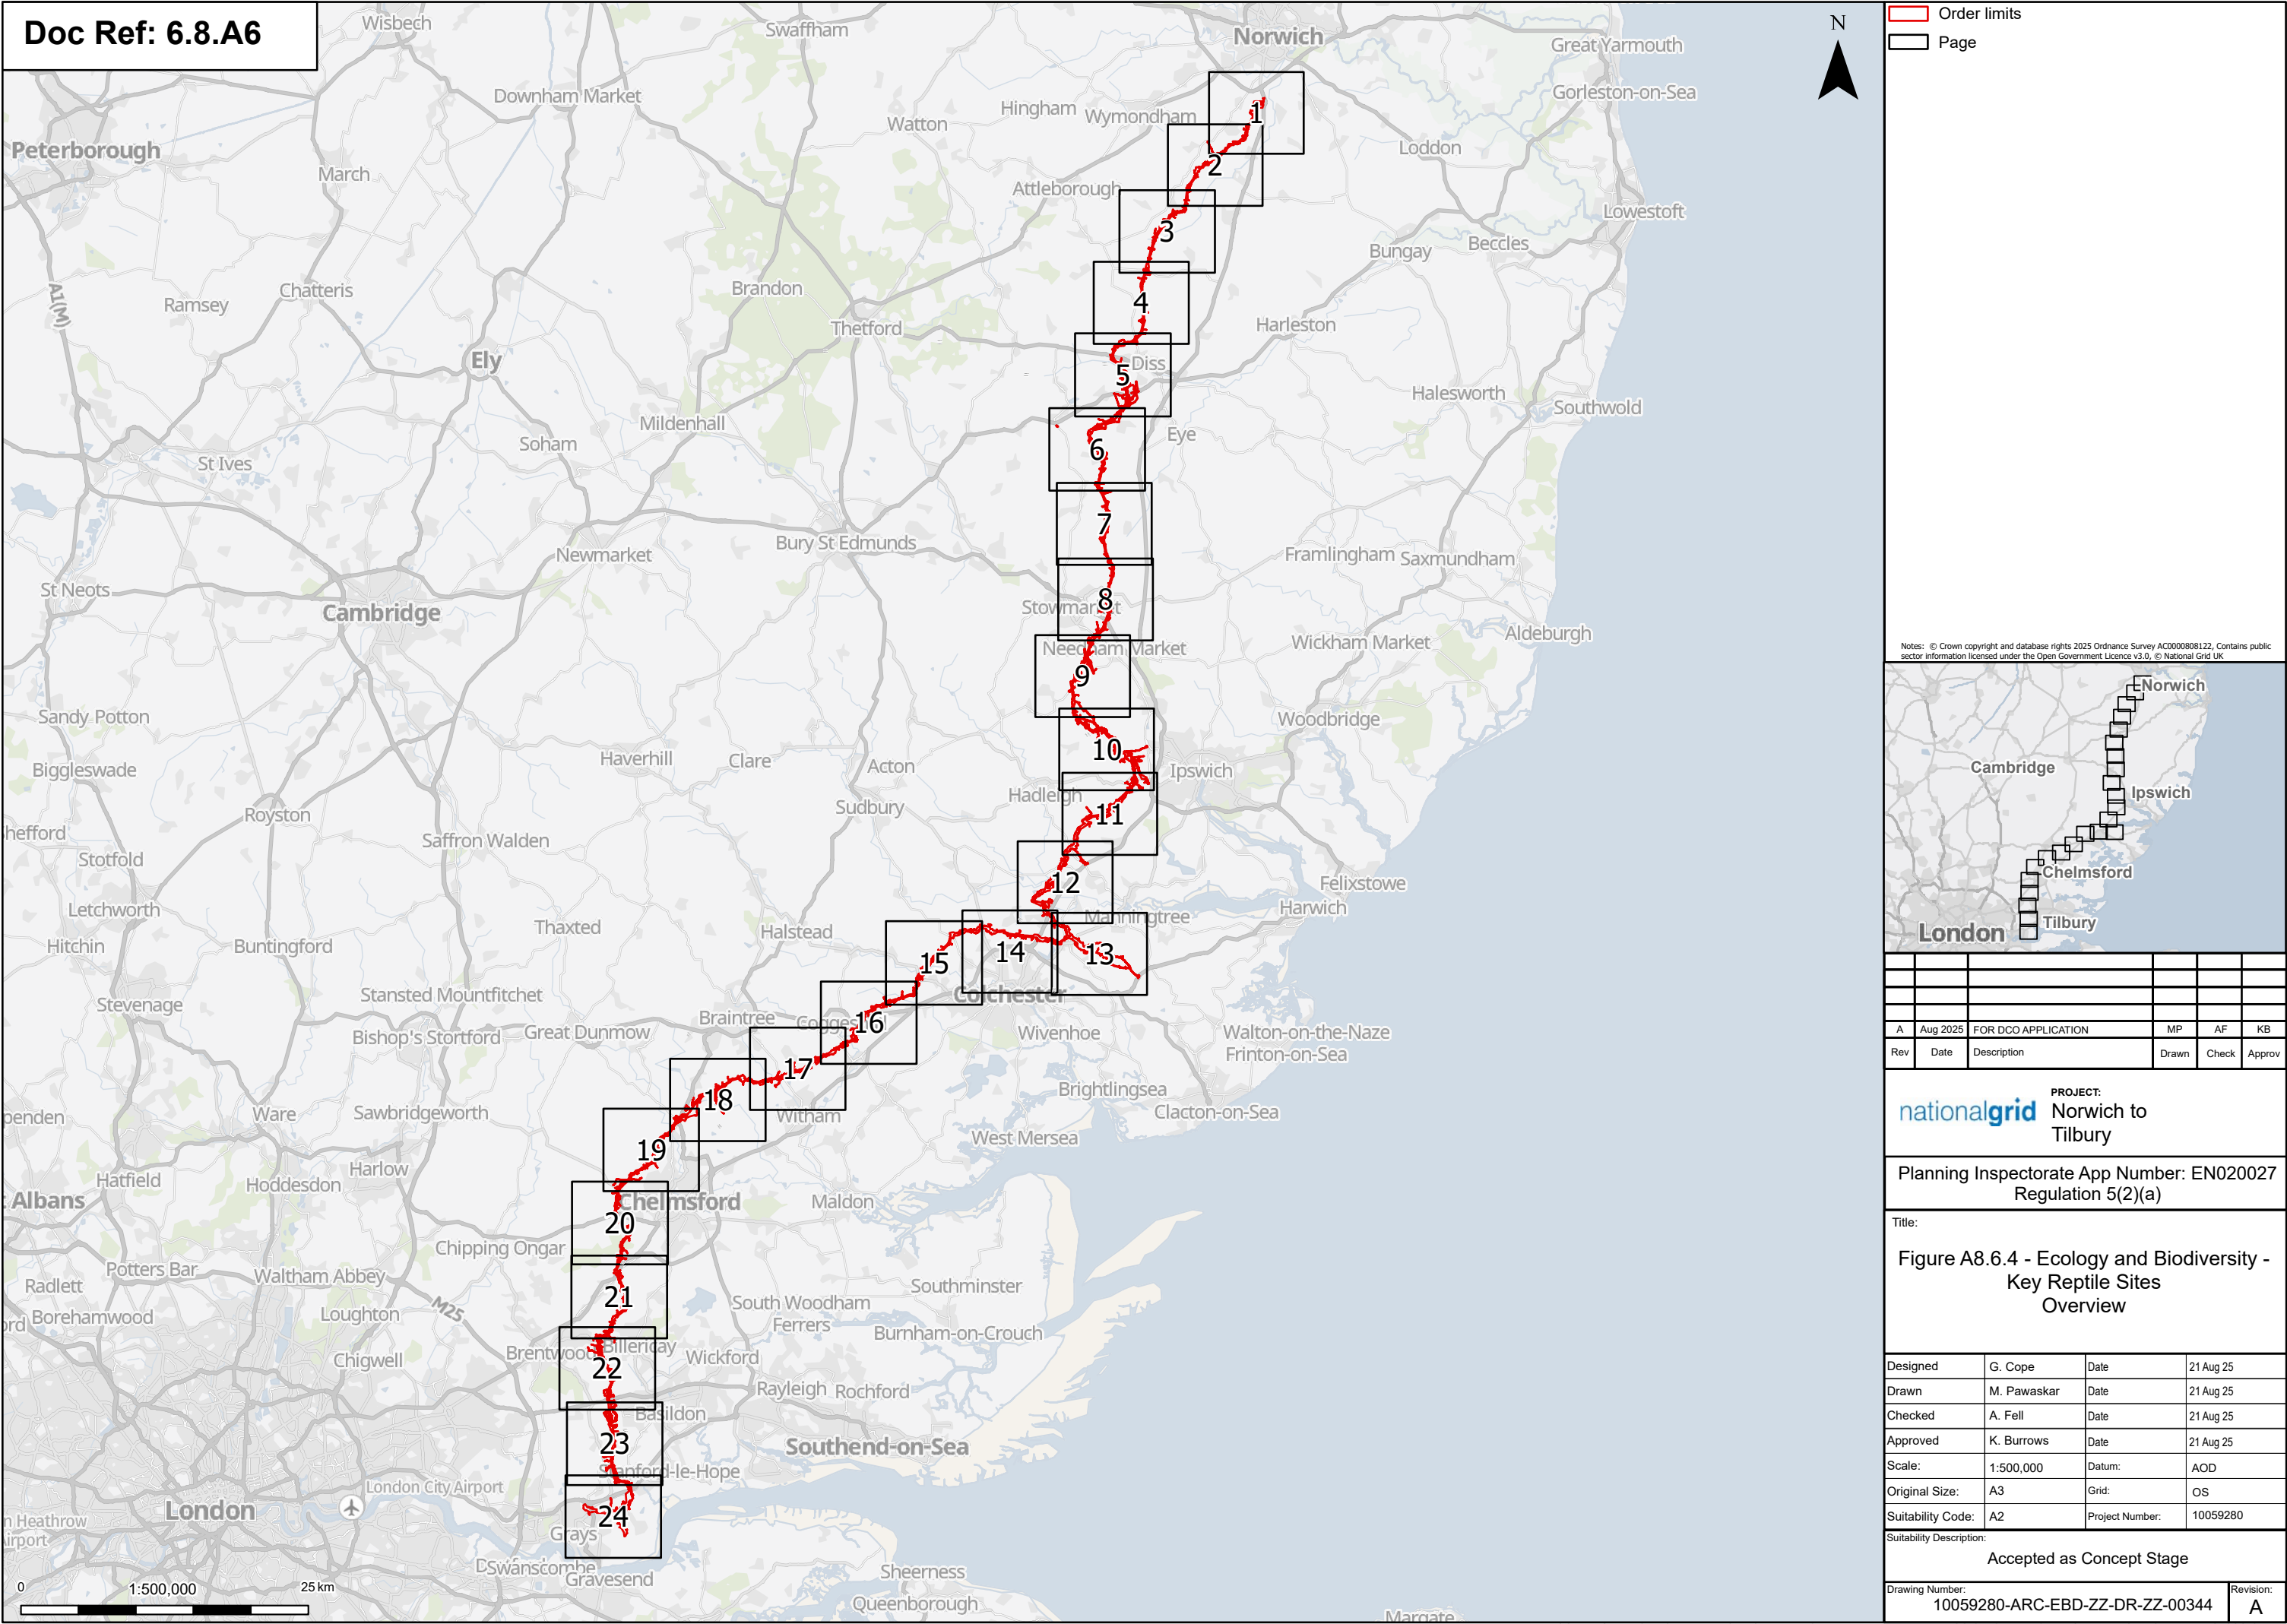 Doc Ref: 6.8.A6
Wisbech
Swaffham
Norwich
N
Great Yarmouth
Downham Market
Hingham
Wymondham
Gorleston-on-Sea
Watton
1
Peterborough
March
Loddon
2
Attleborough
Lowestoft
3
Bungay
Beccles
A1(M)
Ramsey
Chatteris
Brandon
4
Thetford
Harleston
Ely
Diss
5
Halesworth
Southwold
Mildenhall
Soham
Eye
6
St Ives
7
Newmarket
Bury St Edmunds
Framlingham
Saxmundham
St Neots
Cambridge
8
Stowmarket
Aldeburgh
Wickham Market
Needham Market
9
Sandy Potton
Woodbridge
10
Haverhill
Clare
Acton
Ipswich
Biggleswade
Hadleigh
Sudbury
11
Royston
hefford
Saffron Walden
Stotfold
12
Felixstowe
Letchworth
Harwich
Manningtree
Thaxted
Halstead
Hitchin
Buntingford
14
13
15
Stansted Mountfitchet
Colchester
Stevenage
Braintree
16
Bishop's Stortford
Great Dunmow
Wivenhoe
Walton-on-the-Naze
Frinton-on-Sea
17
Brightlingsea
18
penden
Ware
Sawbridgeworth
Witham
Clacton-on-Sea
West Mersea
19
Harlow
Hatfield
Hoddesdon
Albans
Chelmsford
Maldon
20
Chipping Ongar
Potters Bar
Waltham Abbey
Radlett
Southminster
21
M25
Loughton
South Woodham
Ferrers
Borehamwood
Burnham-on-Crouch
Brentwood
Billericay
Wickford
Chigwell
22
Rayleigh
Rochford
Basildon
23
Southend-on-Sea
Stanford-le-Hope
London City Airport
London
24
n Heathrow
Airport
Grays
Swanscombe
Gravesend
Sheerness
Queenborough
Margate
0
1:500,000
25 km
Order limits
Page
Notes: © Crown copyright and database rights 2025 Ordnance Survey AC0000808122, Contains public
sector information licensed under the Open Government Licence v3.0, © National Grid UK
Norwich
Cambridge
Ipswich
Chelmsford
Tilbury
London
A Aug 2025 FOR DCO APPLICATION MP AF KB
Rev Date Description Drawn Check Approv
nationalgrid
PROJECT:
Norwich to
Tilbury
Planning Inspectorate App Number: EN020027
Regulation 5(2)(a)
Title:
Figure A8.6.4 - Ecology and Biodiversity -
Key Reptile Sites
Overview
Designed G. Cope Date 21 Aug 25
Drawn M. Pawaskar Date 21 Aug 25
Checked A. Fell Date 21 Aug 25
Approved K. Burrows Date 21 Aug 25
Scale: 1:500,000 Datum: AOD
Original Size: A3 Grid: OS
Suitability Code: A2 Project Number: 10059280
Suitability Description:
Accepted as Concept Stage
Drawing Number:
10059280-ARC-EBD-ZZ-DR-ZZ-00344
Revision:
A